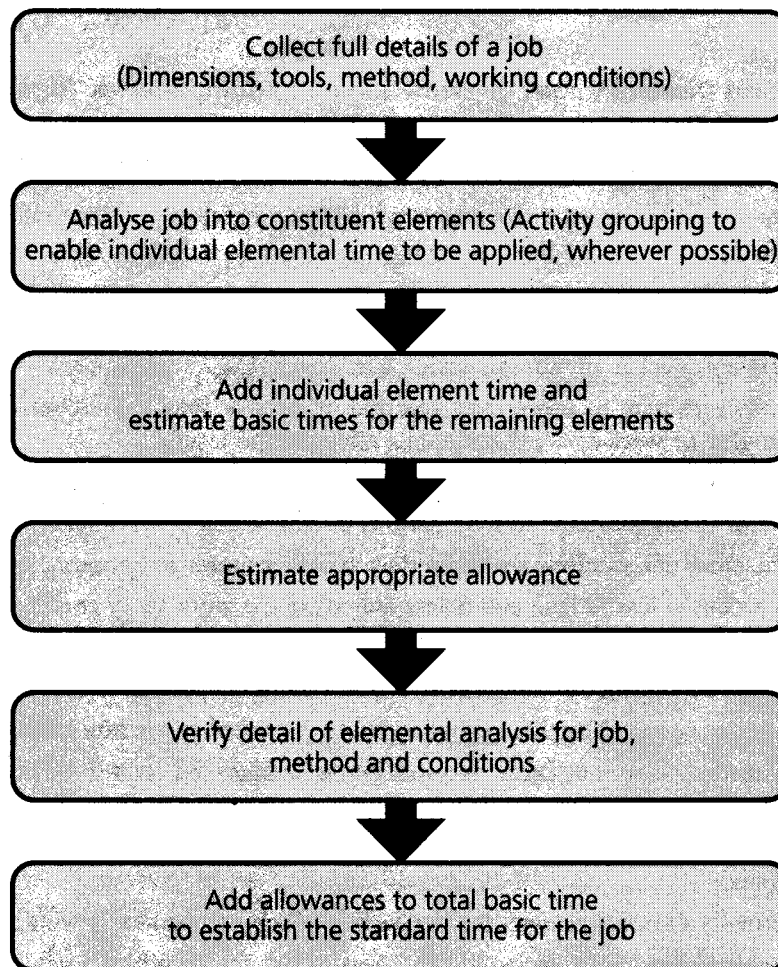 Collect full details of a job
(Dimensions, tools, method, working conditions)
Analyse job into constituent elements (Activity grouping to
enable individual elemental time to be applied, wherever possible)
Add individual element time and
estimate basic times for the remaining elements
Estimate appropriate allowance
Verify detail of elemental analysis for job,
method and conditions
Add allowances to total basic time
to establish the standard time for the job